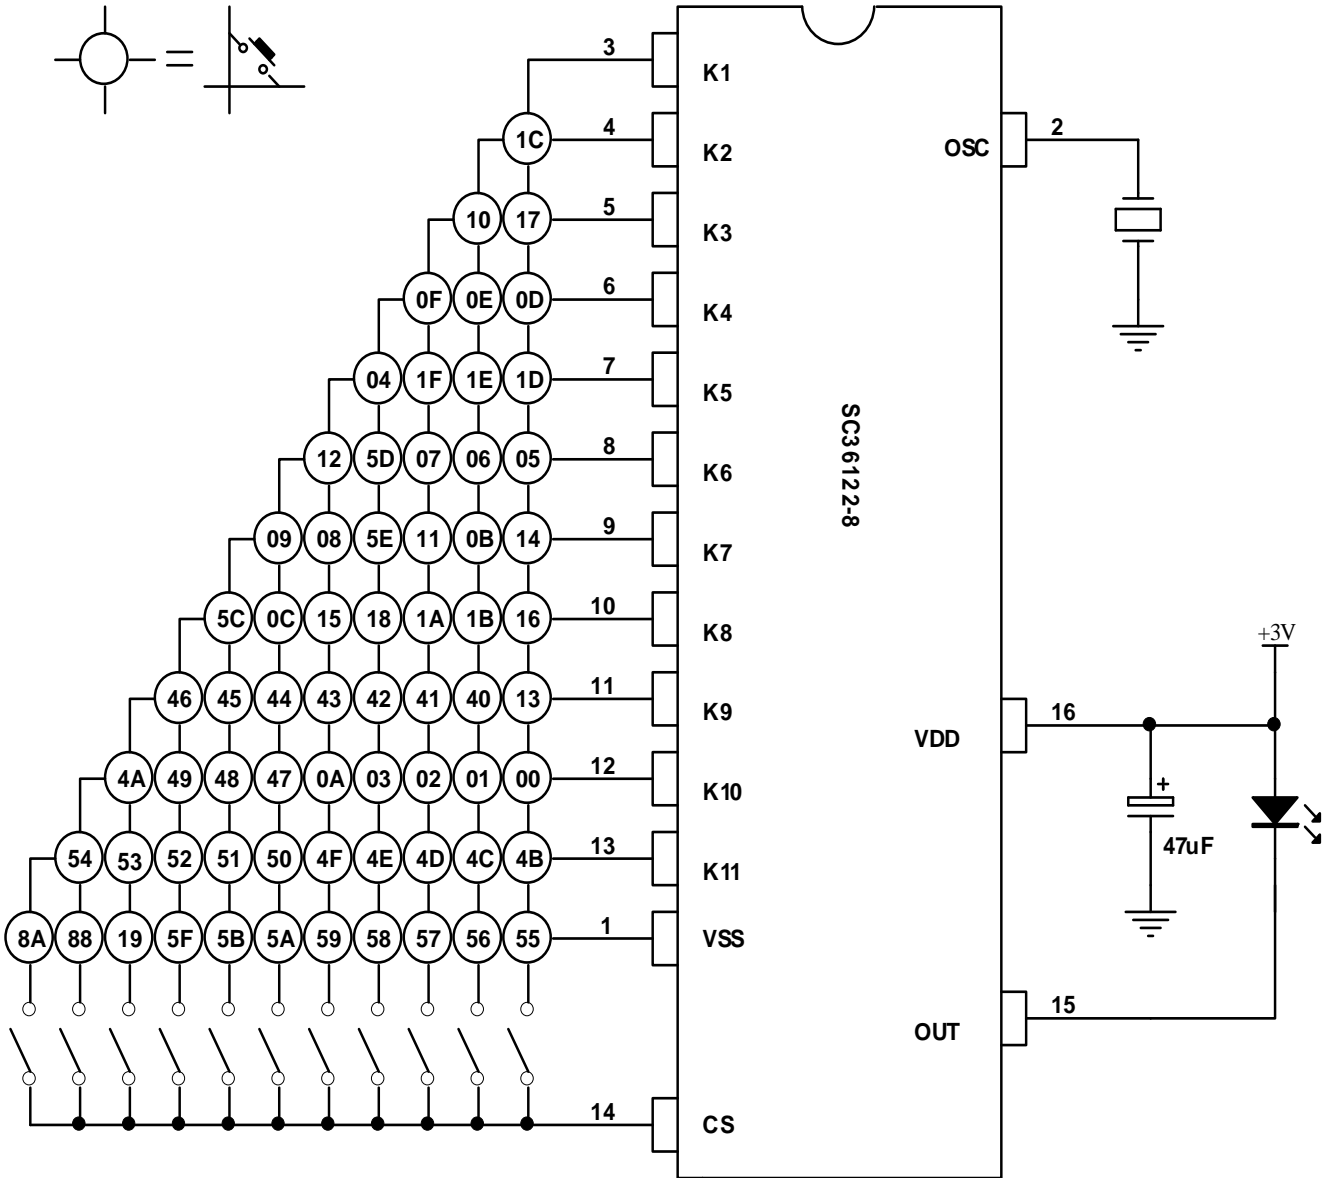 3 K1
1C 4 K2 OSC 2
10 17 5 K3
0F 0E 0D 6 K4
04 1F 1E 1D 7 K5
SC36122-8
12 5D 07 06 05 8 K6
09 08 5E 11 0B 14 9 K7
5C 0C 15 18 1A 1B 16 10 K8
+3V
46 45 44 43 42 41 40 13 11 K9 VDD 16
4A 49 48 47 0A 03 02 01 00 12 K10 +
47uF
54 53 52 51 50 4F 4E 4D 4C 4B 13 K11
8A 88 19 5F 5B 5A 59 58 57 56 55 1 VSS
OUT 15
14 CS